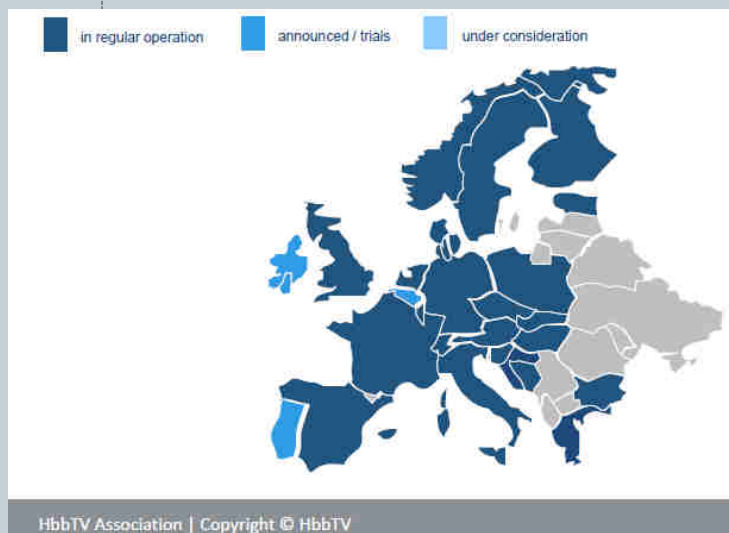 in regular operation announced / trials under consideration
HbbTV Association | Copyright © HbbTV